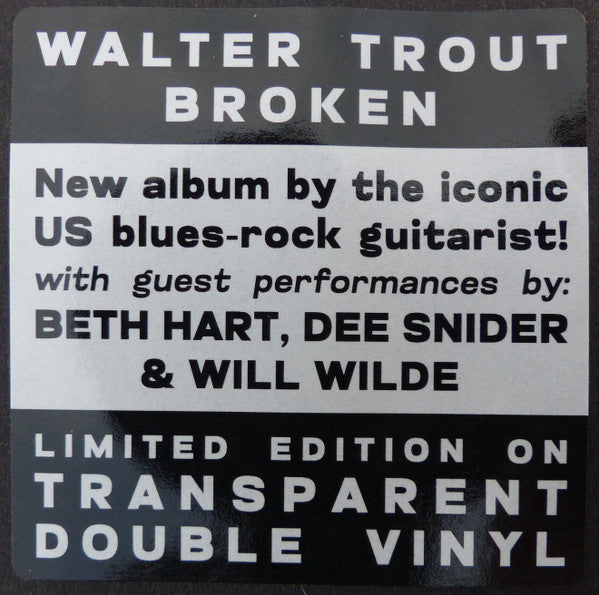 WALTER TROUT
BROKEN
New album by the iconic
US blues-rock guitarist!
with guest performances by:
BETH HART, DEE SNIDER
& WILL WILDE
LIMITED EDITION ON
TRANSPARENT
DOUBLE VINYL